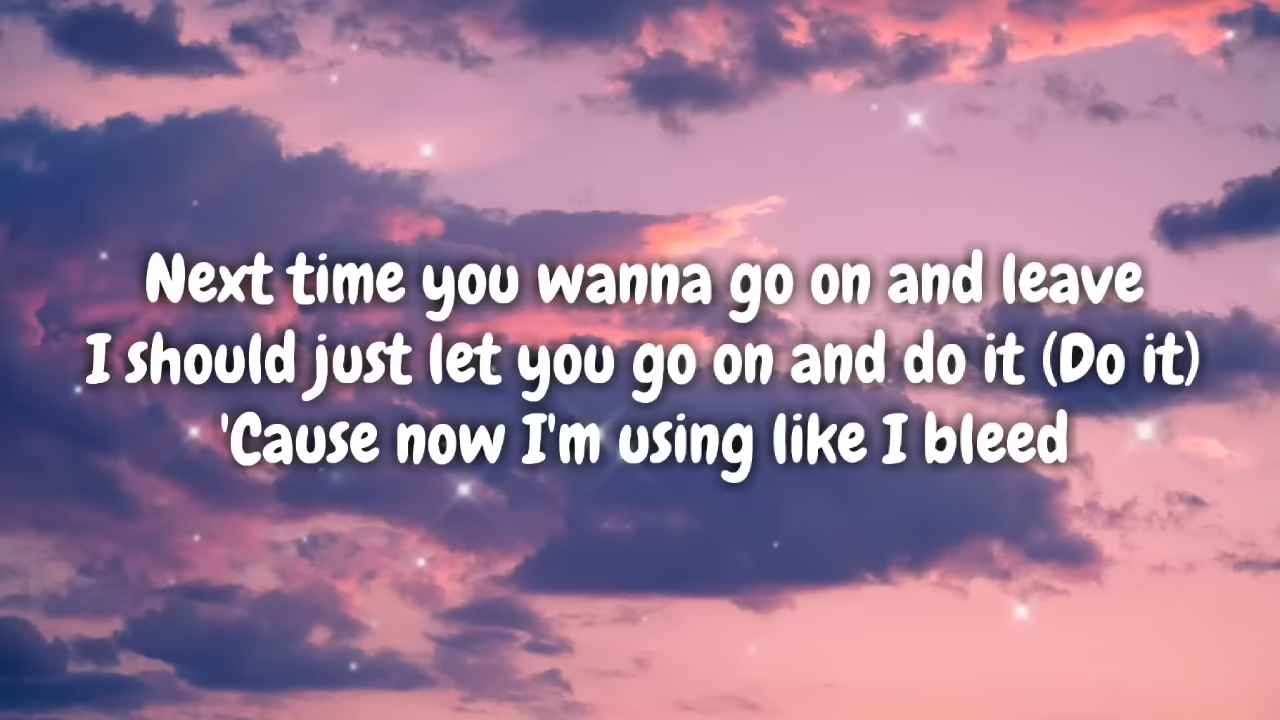 Next time you wanna go on and leave
I should just let you go on and do it (Do it)
'Cause now I'm using like I bleed